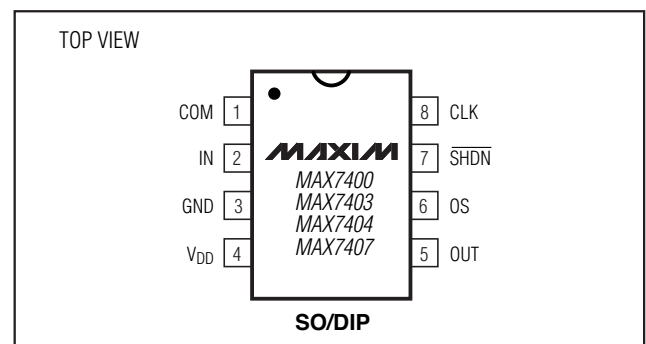 TOP VIEW
COM 1
IN 2
GND 3
VDD 4
MAXIM
MAX7400
MAX7403
MAX7404
MAX7407
8 CLK
7 SHDN
6 OS
5 OUT
SO/DIP